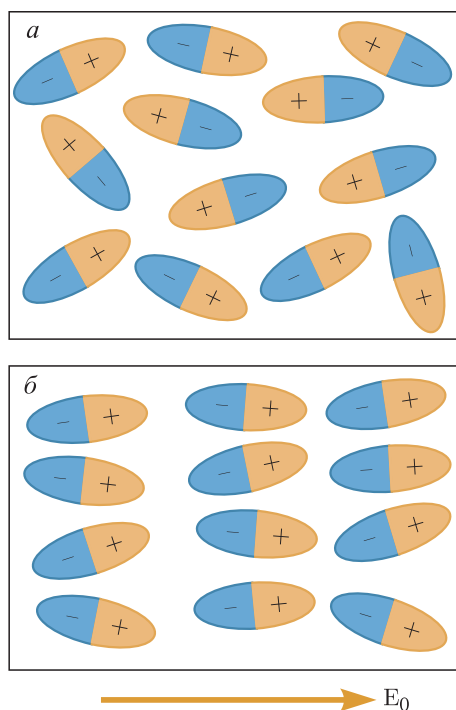 а
− + − + + −
+ − + −
+ − + − + −
− + − + − + − +
б
− + − + − +
− + − + − +
− + − + − +
− + − + − +
E₀